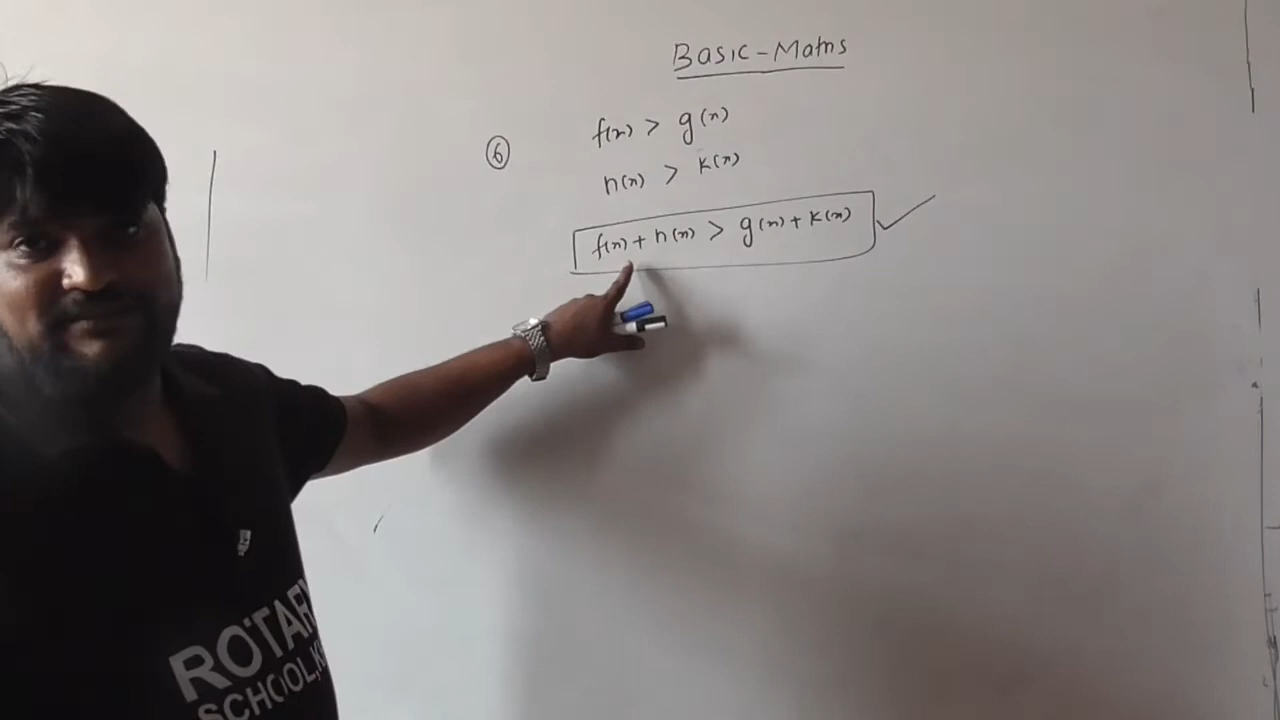 Basic-Maths
⑥
f(x) > g(x)
h(x) > k(x)
f(x) + h(x) > g(x) + k(x) ✓
ROTARY
SCHOOL,K